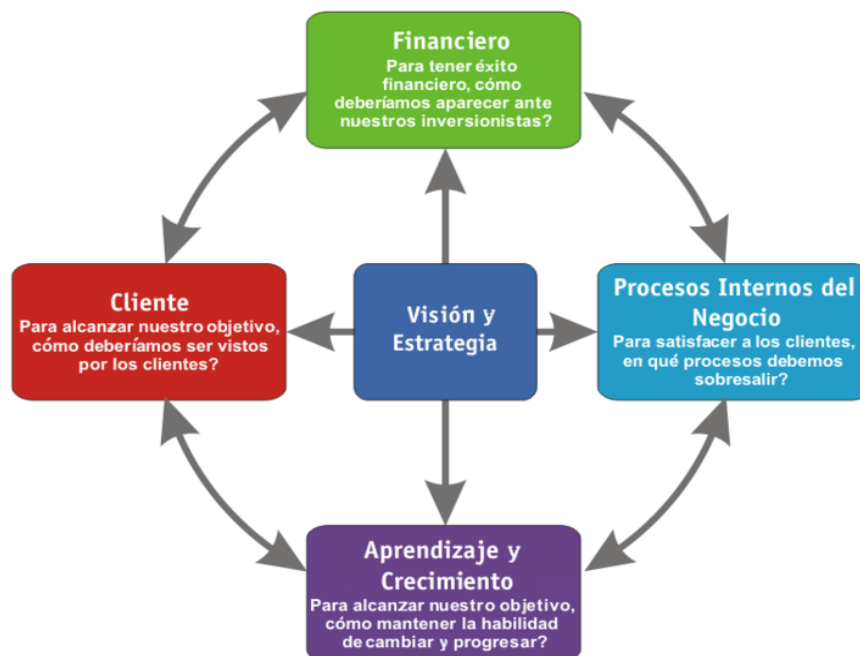 Financiero
Para tener éxito
financiero, cómo
deberíamos aparecer ante
nuestros inversionistas?
Cliente
Para alcanzar nuestro objetivo,
cómo deberíamos ser vistos
por los clientes?
Visión y
Estrategia
Procesos Internos del
Negocio
Para satisfacer a los clientes,
en qué procesos debemos
sobresalir?
Aprendizaje y
Crecimiento
Para alcanzar nuestro objetivo,
cómo mantener la habilidad
de cambiar y progresar?